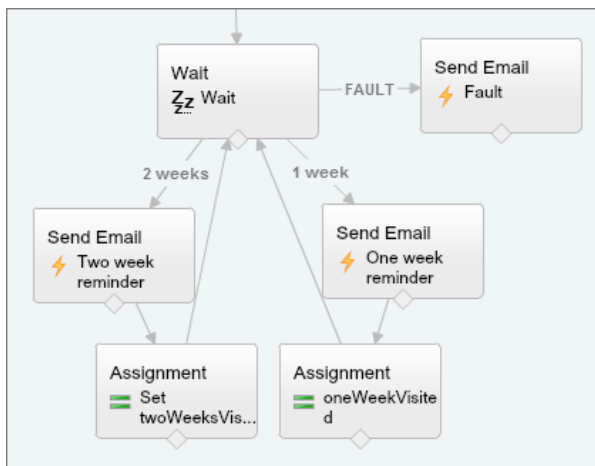 Wait
Zz
z...
Wait
FAULT
Send Email
Fault
2 weeks
1 week
Send Email
Two week
reminder
Send Email
One week
reminder
Assignment
Set
twoWeeksVis...
Assignment
oneWeekVisite
d